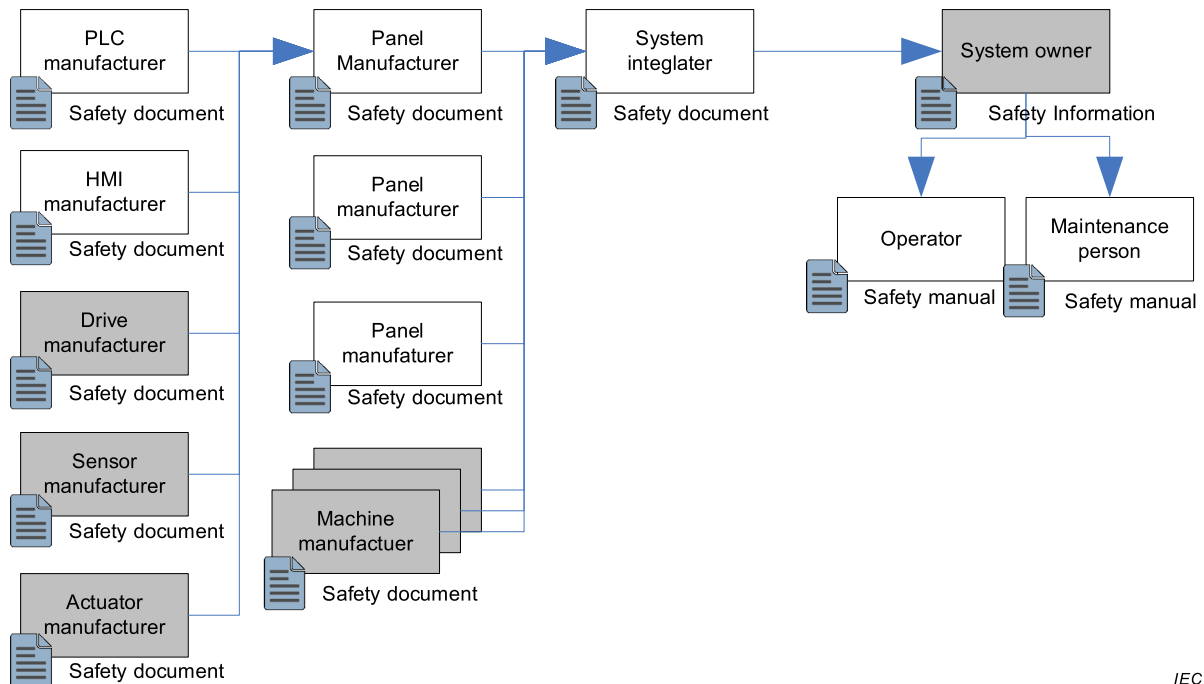 PLC
manufacturer
Safety document
HMI
manufacturer
Safety document
Drive
manufacturer
Safety document
Sensor
manufacturer
Safety document
Actuator
manufacturer
Safety document
Panel
Manufacturer
Safety document
Panel
manufacturer
Safety document
Panel
manufaturer
Safety document
Machine
manufactuer
Safety document
System
integlater
Safety document
System owner
Safety Information
Operator
Safety manual
Maintenance
person
Safety manual
IEC